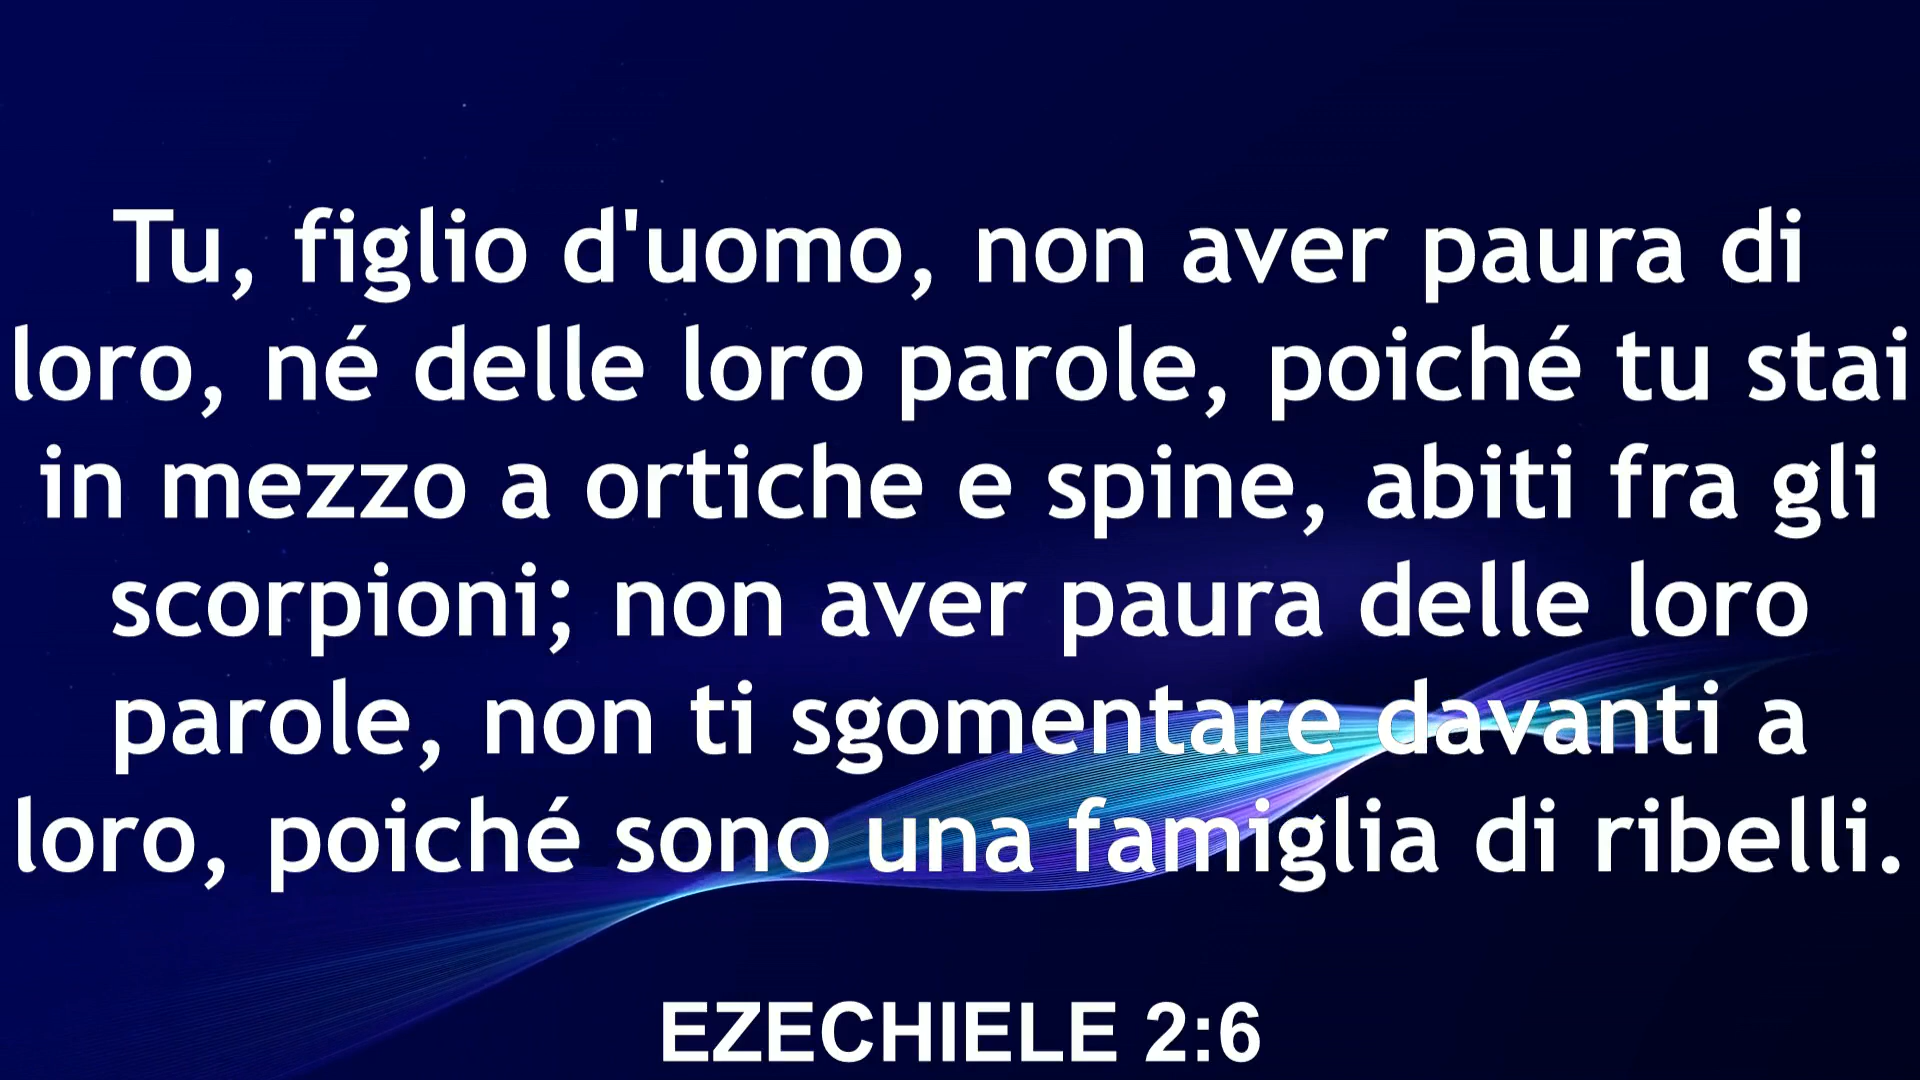 Tu, figlio d'uomo, non aver paura di
loro, né delle loro parole, poiché tu stai
in mezzo a ortiche e spine, abiti fra gli
scorpioni; non aver paura delle loro
parole, non ti sgomentare davanti a
loro, poiché sono una famiglia di ribelli.
EZECHIELE 2:6